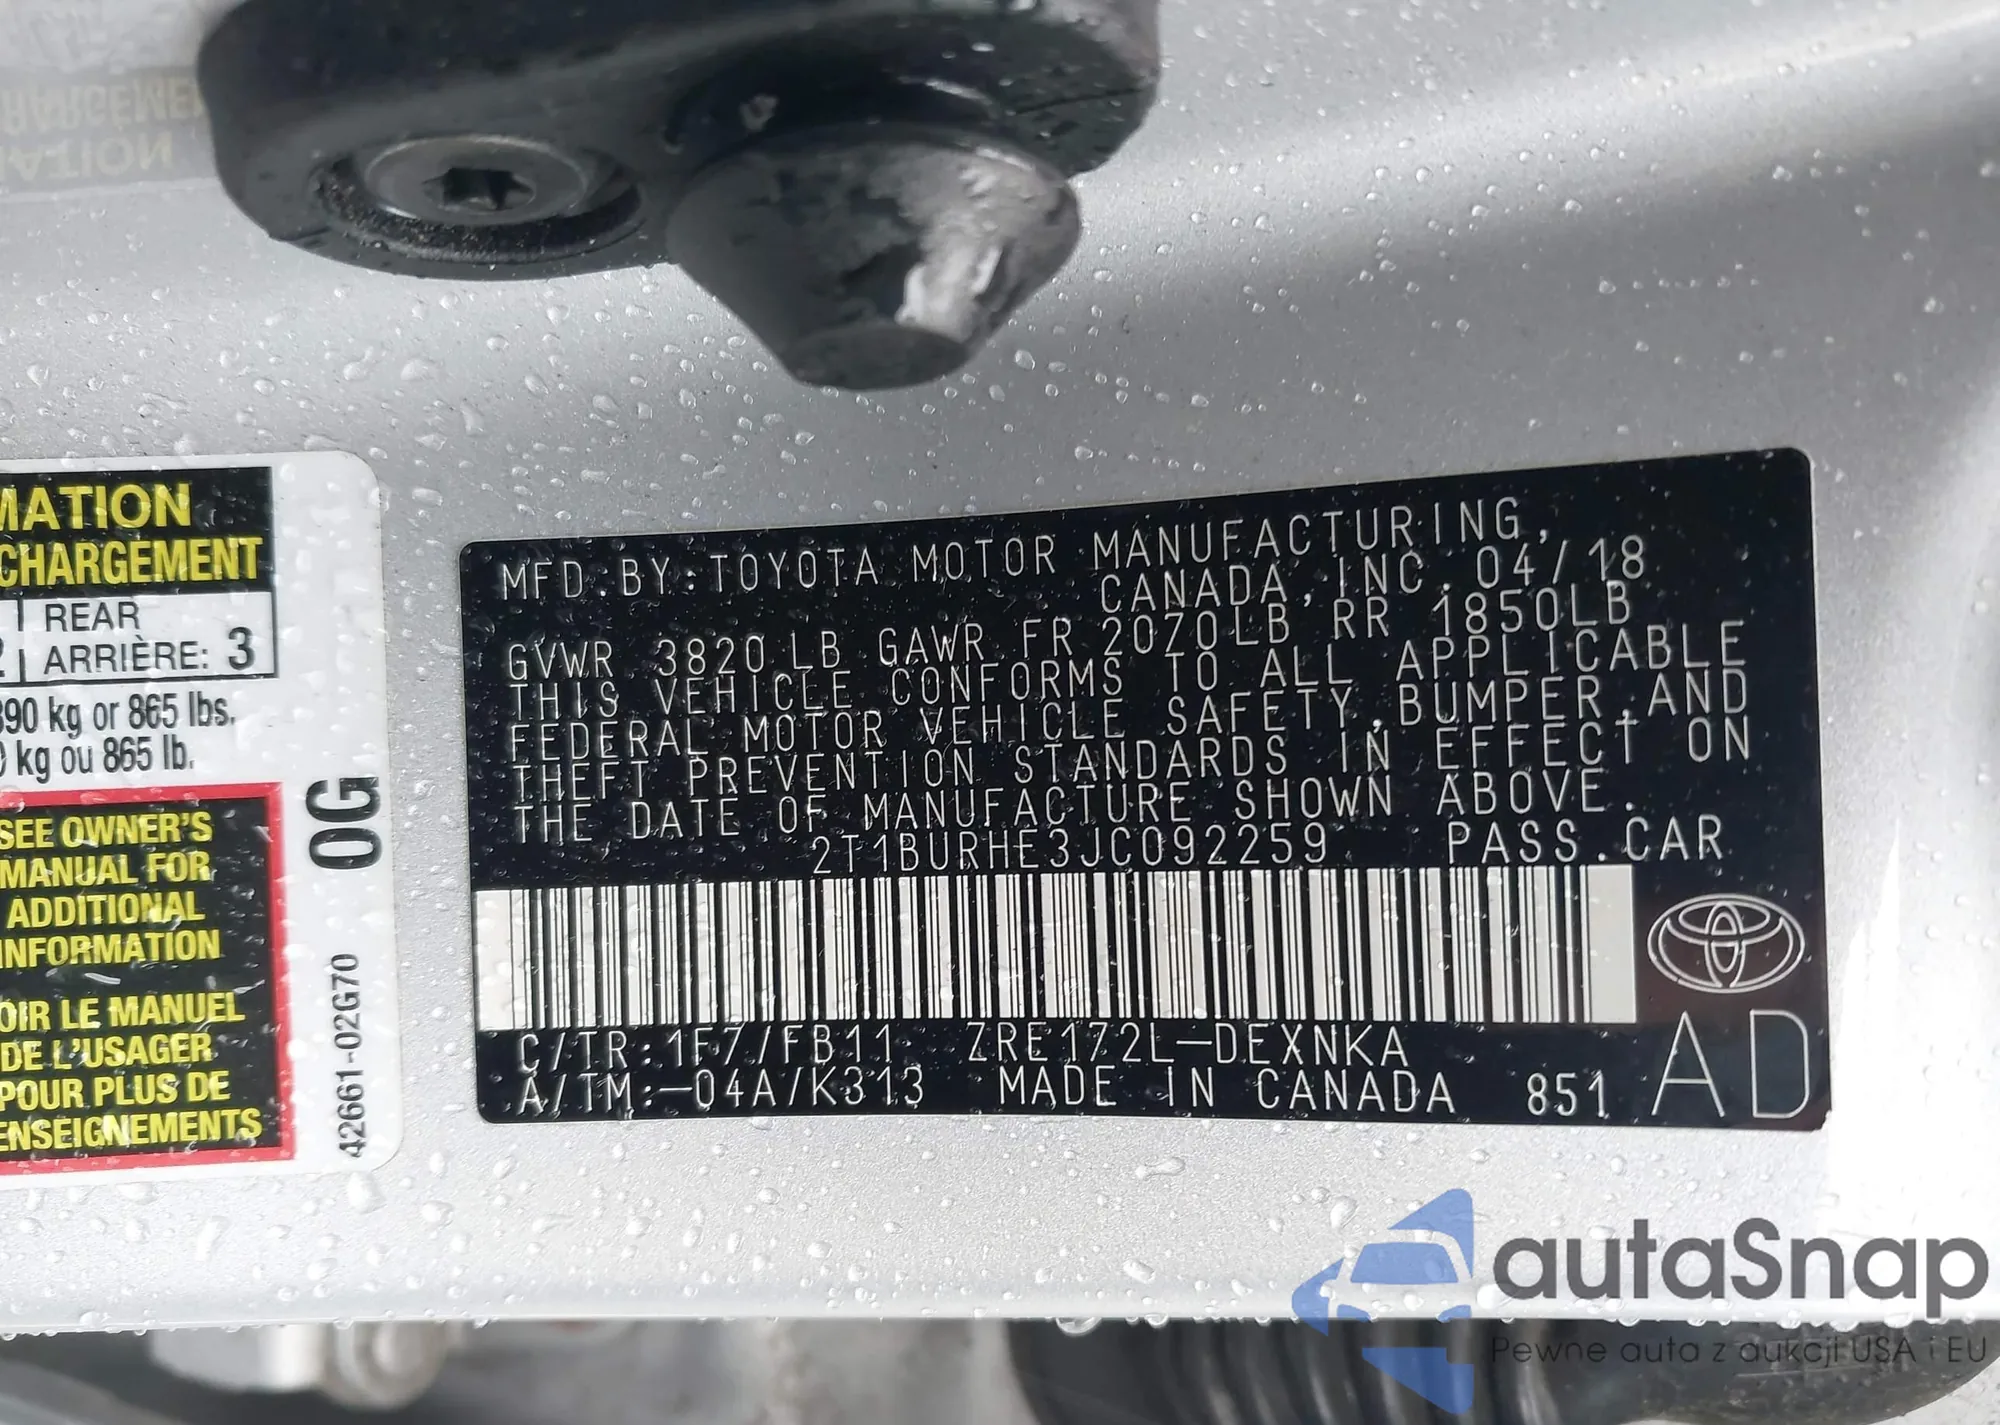 MATION
CHARGEMENT
REAR
ARRIÈRE: 3
390 kg or 865 lbs.
kg ou 865 lb.
SEE OWNER'S
MANUAL FOR
ADDITIONAL
INFORMATION
OIR LE MANUEL
DE L'USAGER
POUR PLUS DE
ENSEIGNEMENTS
0G
42661-02G70
MFD.BY:TOYOTA MOTOR MANUFACTURING,
CANADA,INC. 04/18
GVWR 3820LB GAWR FR 2070LB RR 1850LB
THIS VEHICLE CONFORMS TO ALL APPLICABLE
FEDERAL MOTOR VEHICLE SAFETY,BUMPER,AND
THEFT PREVENTION STANDARDS IN EFFECT ON
THE DATE OF MANUFACTURE SHOWN ABOVE.
2T1BURHE3JC092259 PASS.CAR
C/TR:1F7/FB11 ZRE172L-DEXNKA
A/TM:-04A/K313 MADE IN CANADA 851
AD
autaSnap
Pewne auta z aukcji USA i EU